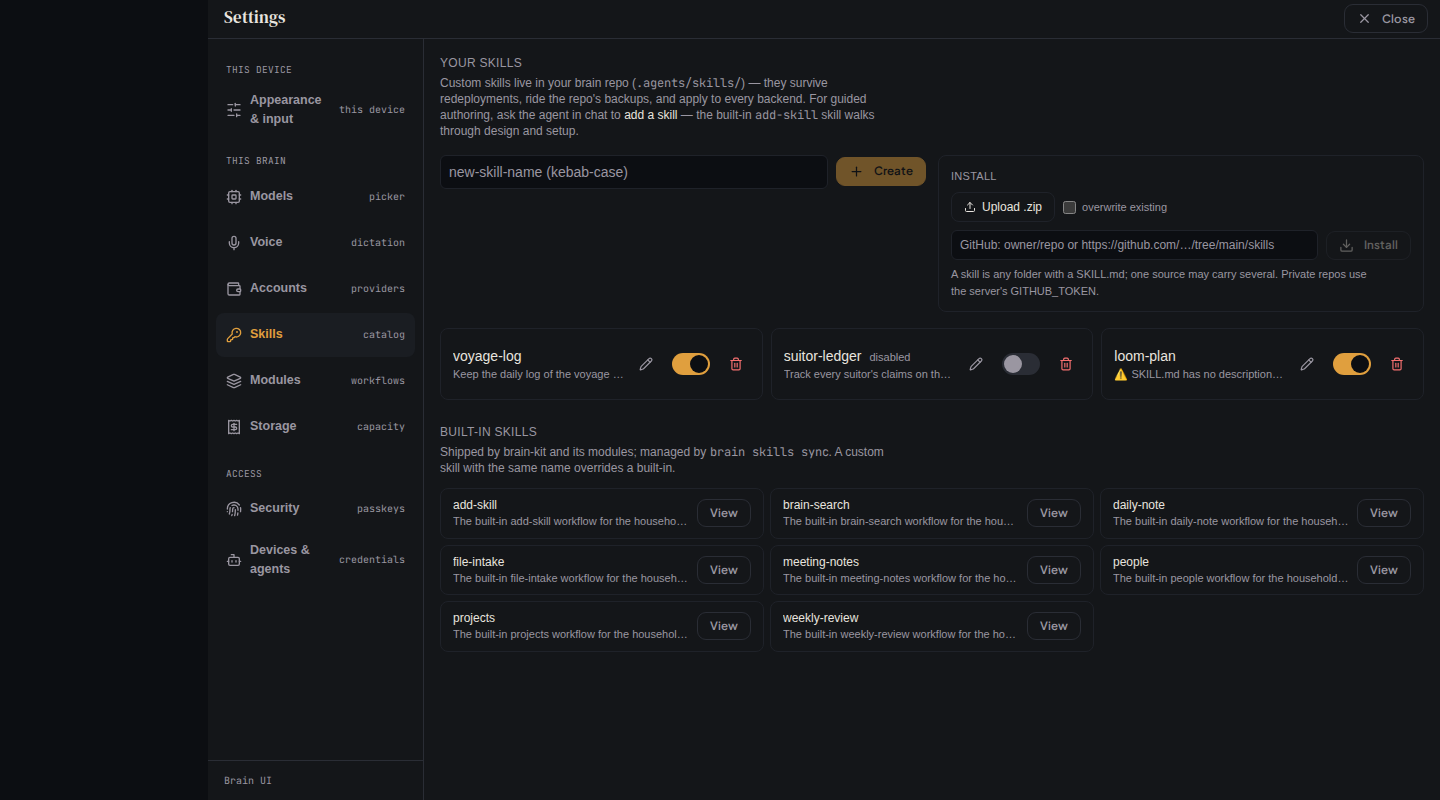 Settings
Close
THIS DEVICE
Appearance & input
this device
THIS BRAIN
Models
picker
Voice
dictation
Accounts
providers
Skills
catalog
Modules
workflows
Storage
capacity
ACCESS
Security
passkeys
Devices & agents
credentials
Brain UI
YOUR SKILLS
Custom skills live in your brain repo (.agents/skills/) — they survive
redeployments, ride the repo's backups, and apply to every backend. For guided
authoring, ask the agent in chat to add a skill — the built-in add-skill skill walks
through design and setup.
new-skill-name (kebab-case)
Create
INSTALL
Upload .zip
overwrite existing
GitHub: owner/repo or https://github.com/…/tree/main/skills
Install
A skill is any folder with a SKILL.md; one source may carry several. Private repos use
the server's GITHUB_TOKEN.
voyage-log
Keep the daily log of the voyage …
suitor-ledger disabled
Track every suitor's claims on th…
loom-plan
⚠️ SKILL.md has no description…
BUILT-IN SKILLS
Shipped by brain-kit and its modules; managed by brain skills sync. A custom
skill with the same name overrides a built-in.
add-skill
The built-in add-skill workflow for the househo…
View
brain-search
The built-in brain-search workflow for the hou…
View
daily-note
The built-in daily-note workflow for the househ…
View
file-intake
The built-in file-intake workflow for the househ…
View
meeting-notes
The built-in meeting-notes workflow for the ho…
View
people
The built-in people workflow for the household…
View
projects
The built-in projects workflow for the househol…
View
weekly-review
The built-in weekly-review workflow for the ho…
View